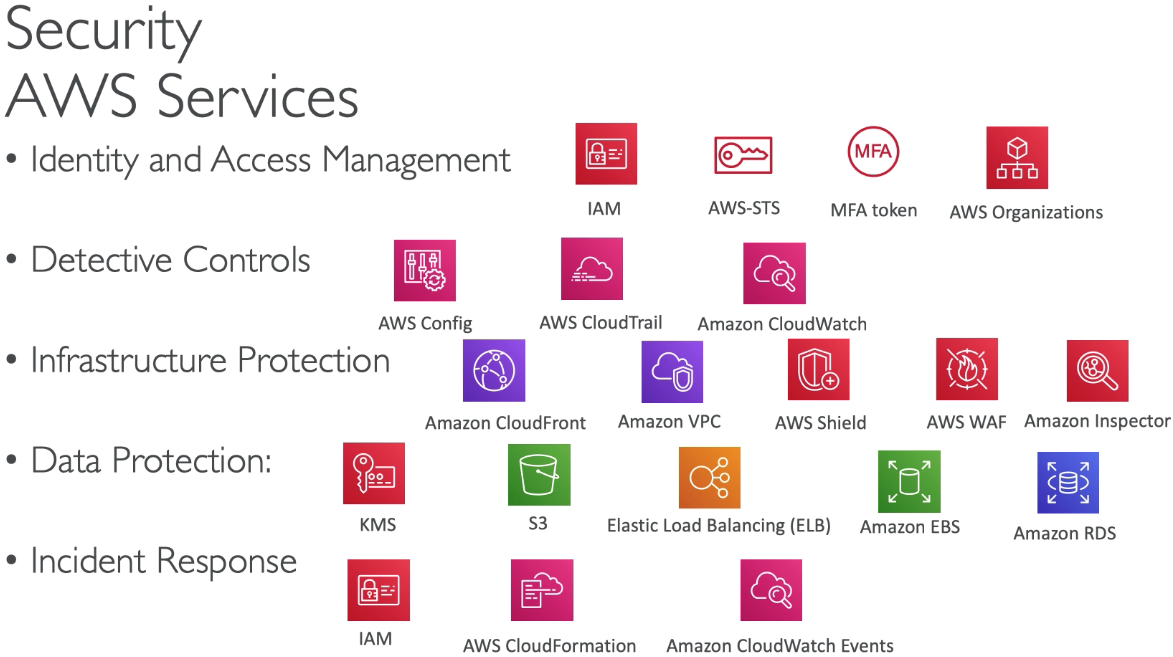 Security
AWS Services
• Identity and Access Management
MFA
IAM
AWS-STS
MFA token
AWS Organizations
• Detective Controls
AWS Config
AWS CloudTrail
Amazon CloudWatch
• Infrastructure Protection
Amazon CloudFront
Amazon VPC
AWS Shield
AWS WAF
Amazon Inspector
• Data Protection:
KMS
S3
Elastic Load Balancing (ELB)
Amazon EBS
Amazon RDS
• Incident Response
IAM
AWS CloudFormation
Amazon CloudWatch Events